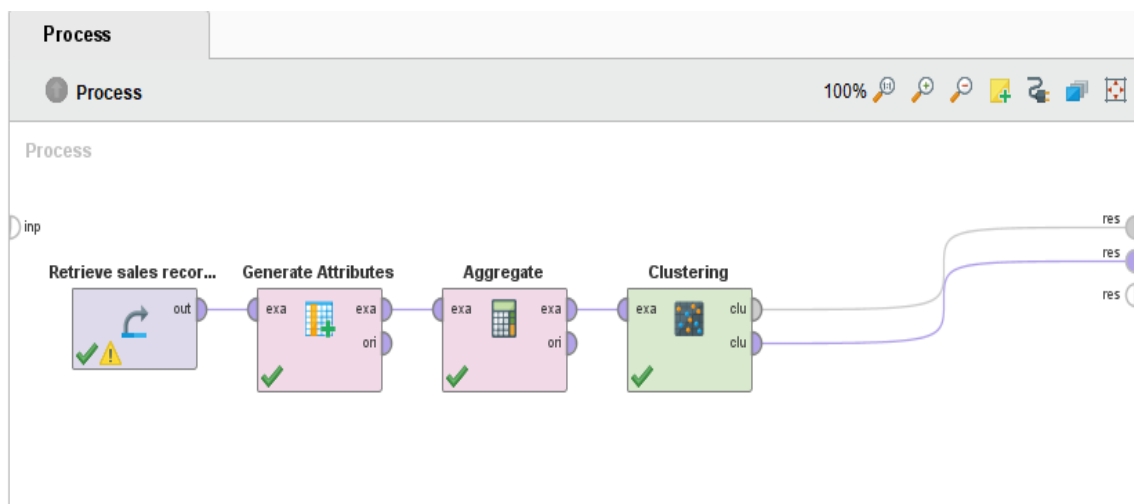 Process
Process
100%
Process
inp
res
res
res
Retrieve sales recor...
out
Generate Attributes
exa
exa
ori
Aggregate
exa
exa
ori
Clustering
exa
clu
clu